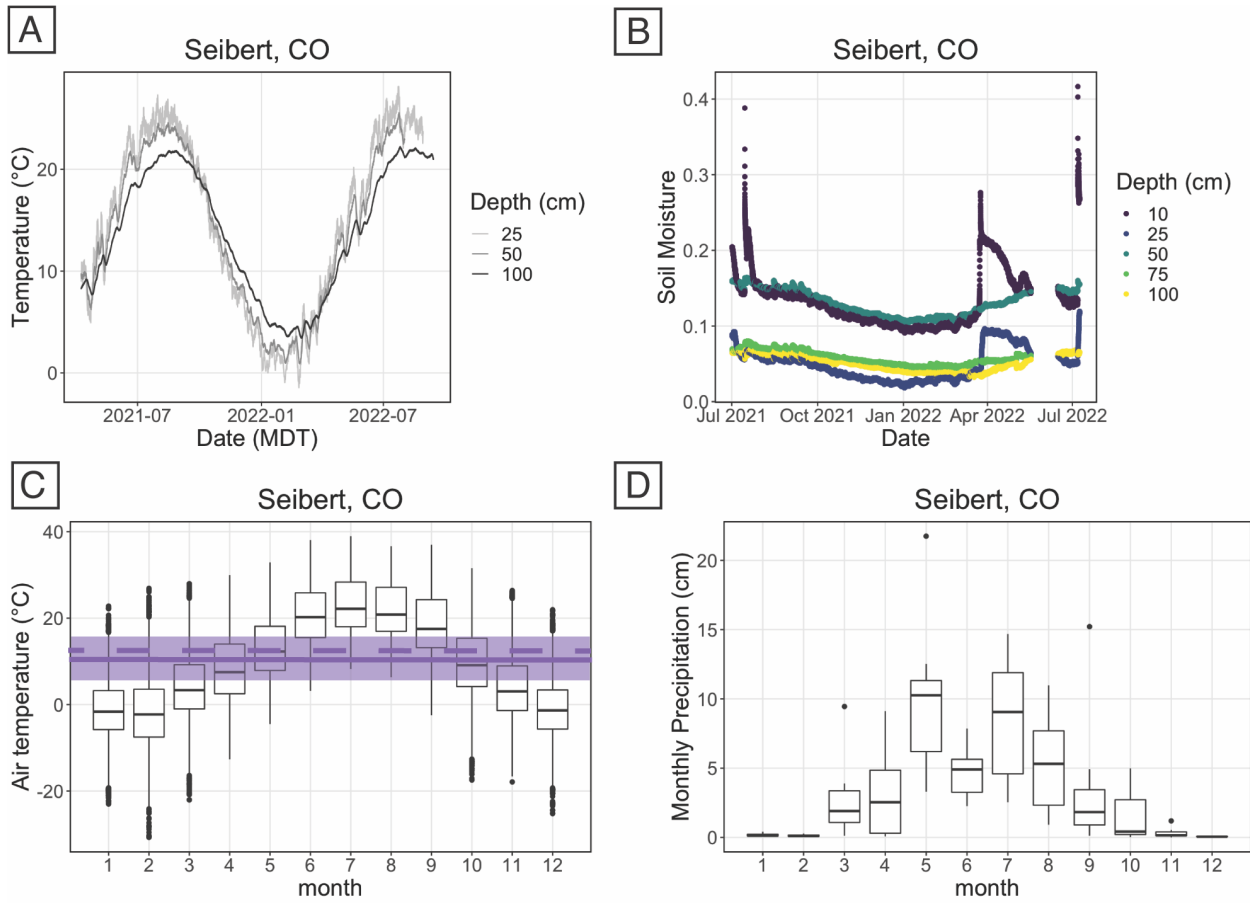 A
Seibert, CO
Temperature (°C)
20
10
0
2021-07
2022-01
2022-07
Date (MDT)
Depth (cm)
25
50
100
B
Seibert, CO
Soil Moisture
0.4
0.3
0.2
0.1
0.0
Jul 2021
Oct 2021
Jan 2022
Apr 2022
Jul 2022
Date
Depth (cm)
10
25
50
75
100
C
Seibert, CO
Air temperature (°C)
40
20
0
-20
1 2 3 4 5 6 7 8 9 10 11 12
month
D
Seibert, CO
Monthly Precipitation (cm)
20
15
10
5
0
1 2 3 4 5 6 7 8 9 10 11 12
month